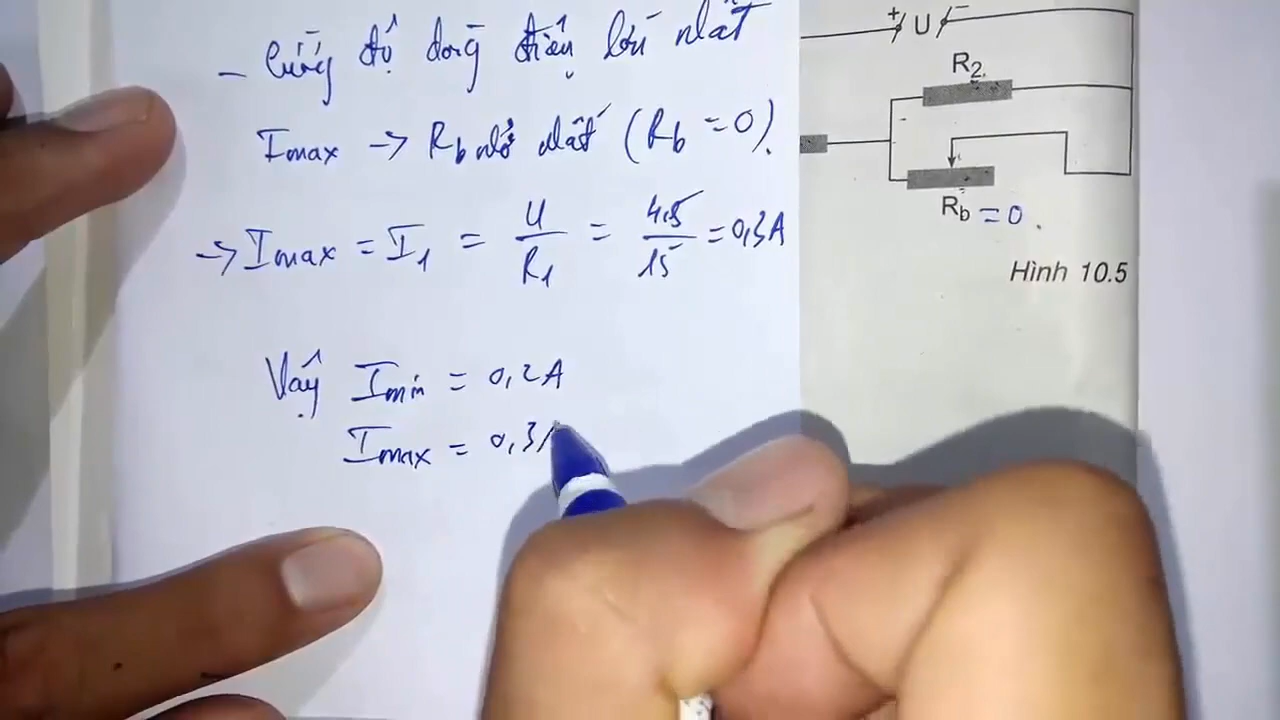 - Cường độ dòng điện lớn nhất
Imax → Rb nhỏ nhất (Rb = 0).
→ Imax = I1 = U/R1 = 4,5/15 = 0,3A
Vậy Imin = 0,2A
Imax = 0,3A
+ U -
R2
Rb = 0.
Hình 10.5